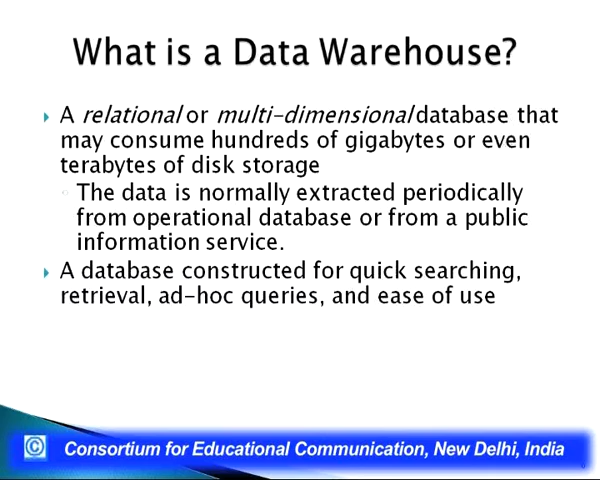 What is a Data Warehouse?
A relational or multi-dimensional database that
may consume hundreds of gigabytes or even
terabytes of disk storage
The data is normally extracted periodically
from operational database or from a public
information service.
A database constructed for quick searching,
retrieval, ad-hoc queries, and ease of use
© Consortium for Educational Communication, New Delhi, India